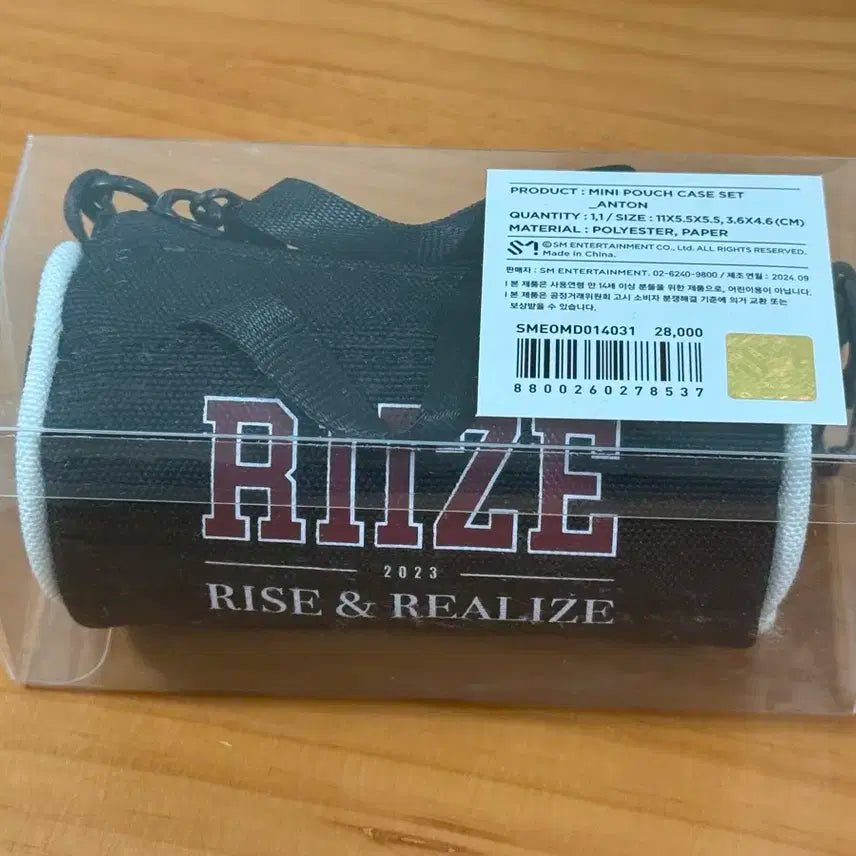 PRODUCT : MINI POUCH CASE SET
_ANTON
QUANTITY : 1,1 / SIZE : 11X5.5X5.5, 3.6X4.6 (CM)
MATERIAL : POLYESTER, PAPER
SM ⓒ SM ENTERTAINMENT CO., Ltd. ALL RIGHTS RESERVED.
Made in China.
판매자 : SM ENTERTAINMENT. 02-6240-9800 / 제조연월 : 2024.09
ǀ 본 제품은 사용연령 만 14세 이상 분들을 위한 제품으로, 어린이용이 아닙니다.
ǀ 본 제품은 공정거래위원회 고시 소비자 분쟁해결 기준에 의거 교환 또는
보상받을 수 있습니다.
SMEOMD014031 28,000
8800260278537
RIIZE
2023
RISE & REALIZE